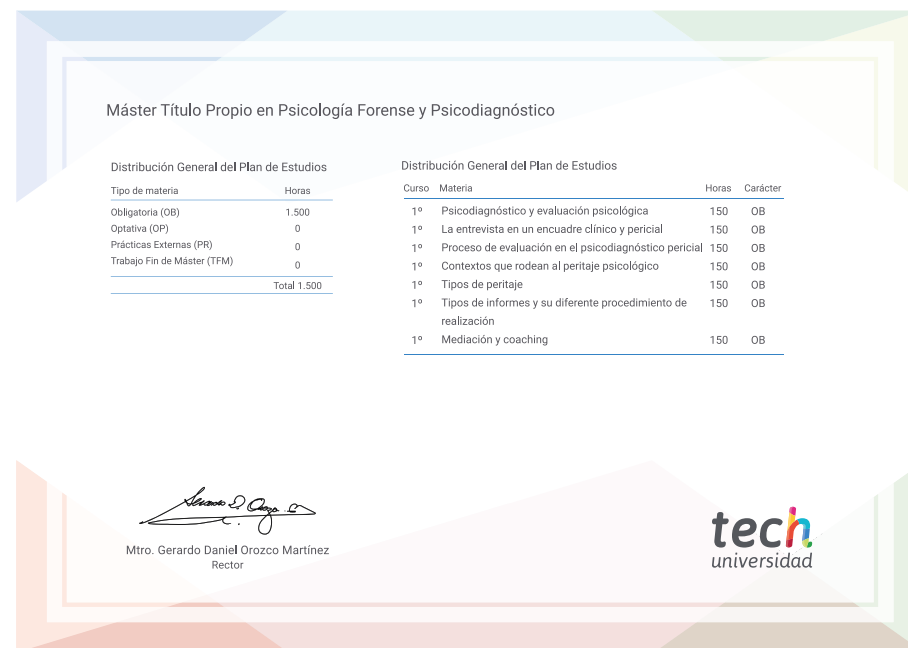 Máster Título Propio en Psicología Forense y Psicodiagnóstico
Distribución General del Plan de Estudios
Tipo de materia Horas
Obligatoria (OB) 1.500
Optativa (OP) 0
Prácticas Externas (PR) 0
Trabajo Fin de Máster (TFM) 0
Total 1.500
Distribución General del Plan de Estudios
Curso Materia Horas Carácter
1º Psicodiagnóstico y evaluación psicológica 150 OB
1º La entrevista en un encuadre clínico y pericial 150 OB
1º Proceso de evaluación en el psicodiagnóstico pericial 150 OB
1º Contextos que rodean al peritaje psicológico 150 OB
1º Tipos de peritaje 150 OB
1º Tipos de informes y su diferente procedimiento de 150 OB
realización
1º Mediación y coaching 150 OB
Mtro. Gerardo Daniel Orozco Martínez
Rector
tech
universidad